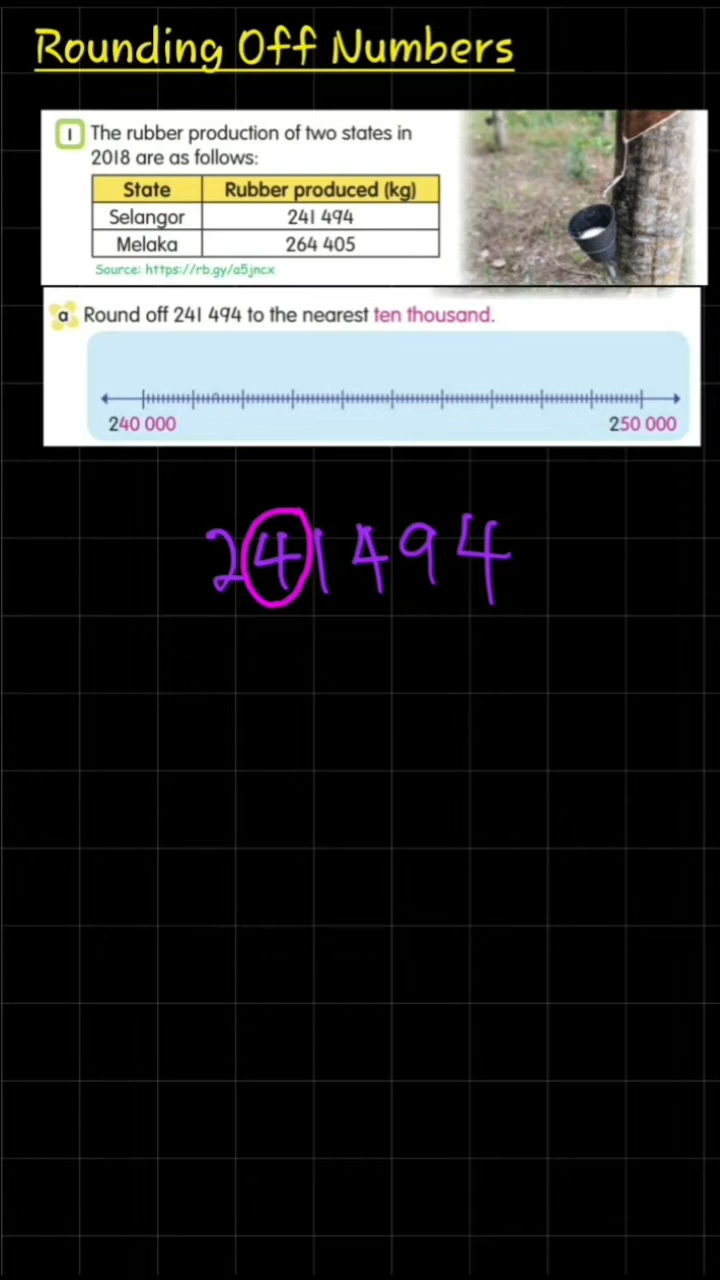 Rounding Off Numbers
1 The rubber production of two states in
2018 are as follows:
State Rubber produced (kg)
Selangor 241 494
Melaka 264 405
Source: https://rb.gy/a5jncx
a Round off 241 494 to the nearest ten thousand.
240 000 250 000
241494